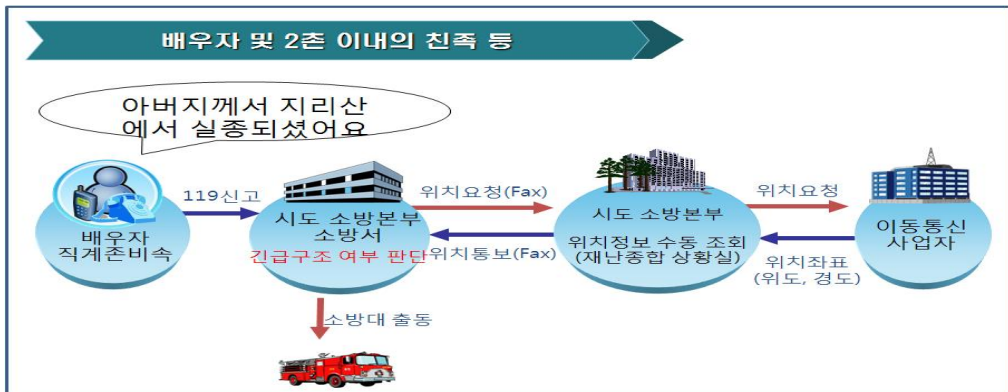 배우자 및 2촌 이내의 친족 등
아버지께서 지리산
에서 실종되셨어요
배우자
직계존비속
119신고
시도 소방본부
소방서
긴급구조 여부 판단
위치요청(Fax)
위치통보(Fax)
시도 소방본부
위치정보 수동 조회
(재난종합 상황실)
위치요청
위치좌표
(위도, 경도)
이동통신
사업자
소방대 출동